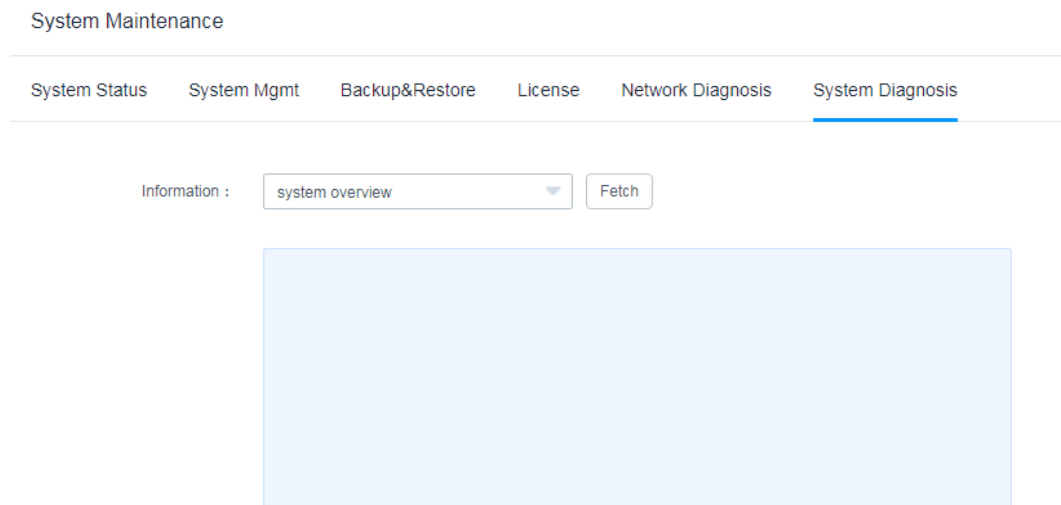 System Maintenance
System Status System Mgmt Backup&Restore License Network Diagnosis System Diagnosis
Information : system overview Fetch